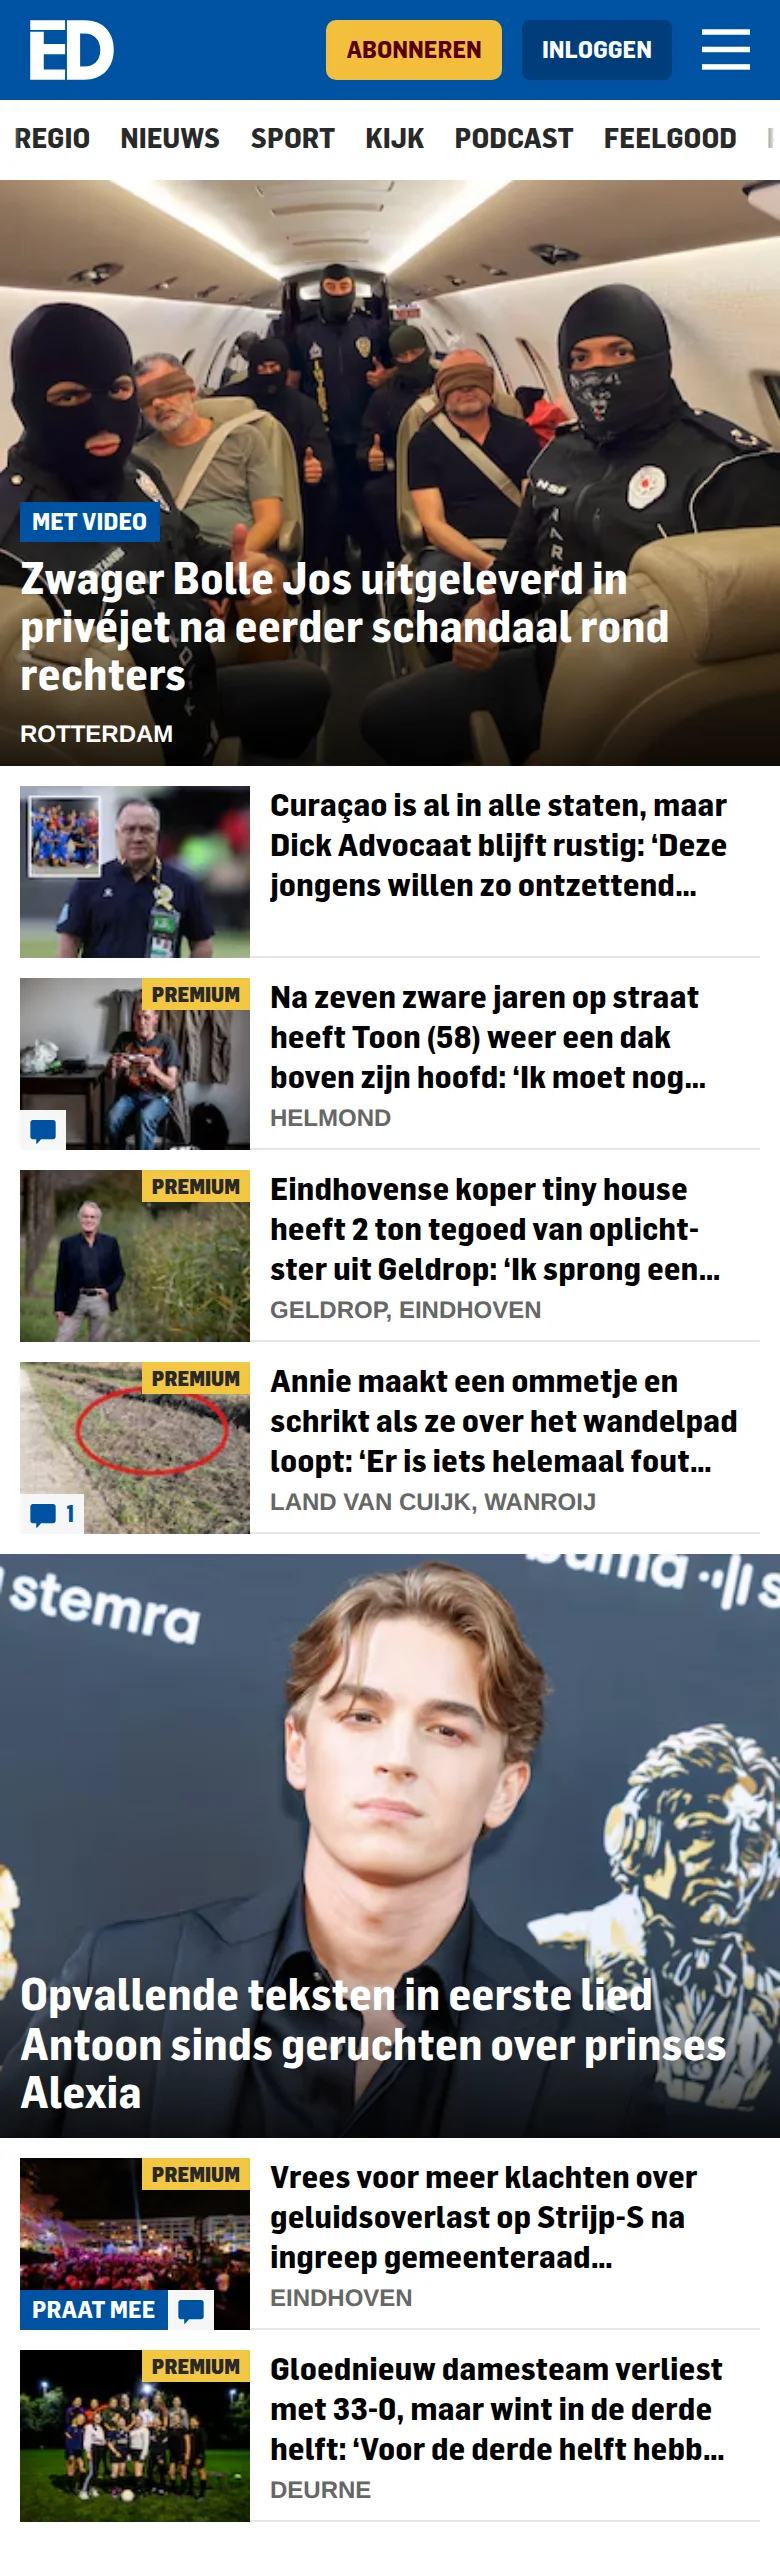 ED
ABONNEREN
INLOGGEN
REGIO NIEUWS SPORT KIJK PODCAST FEELGOOD
MET VIDEO
Zwager Bolle Jos uitgeleverd in
privéjet na eerder schandaal rond
rechters
ROTTERDAM
Curaçao is al in alle staten, maar
Dick Advocaat blijft rustig: ‘Deze
jongens willen zo ontzettend...
PREMIUM
Na zeven zware jaren op straat
heeft Toon (58) weer een dak
boven zijn hoofd: ‘Ik moet nog...
HELMOND
PREMIUM
Eindhovense koper tiny house
heeft 2 ton tegoed van oplicht-
ster uit Geldrop: ‘Ik sprong een...
GELDROP, EINDHOVEN
PREMIUM
1
Annie maakt een ommetje en
schrikt als ze over het wandelpad
loopt: ‘Er is iets helemaal fout...
LAND VAN CUIJK, WANROIJ
stemra
Opvallende teksten in eerste lied
Antoon sinds geruchten over prinses
Alexia
PREMIUM
PRAAT MEE
Vrees voor meer klachten over
geluidsoverlast op Strijp-S na
ingreep gemeenteraad...
EINDHOVEN
PREMIUM
Gloednieuw damesteam verliest
met 33-0, maar wint in de derde
helft: ‘Voor de derde helft hebb...
DEURNE